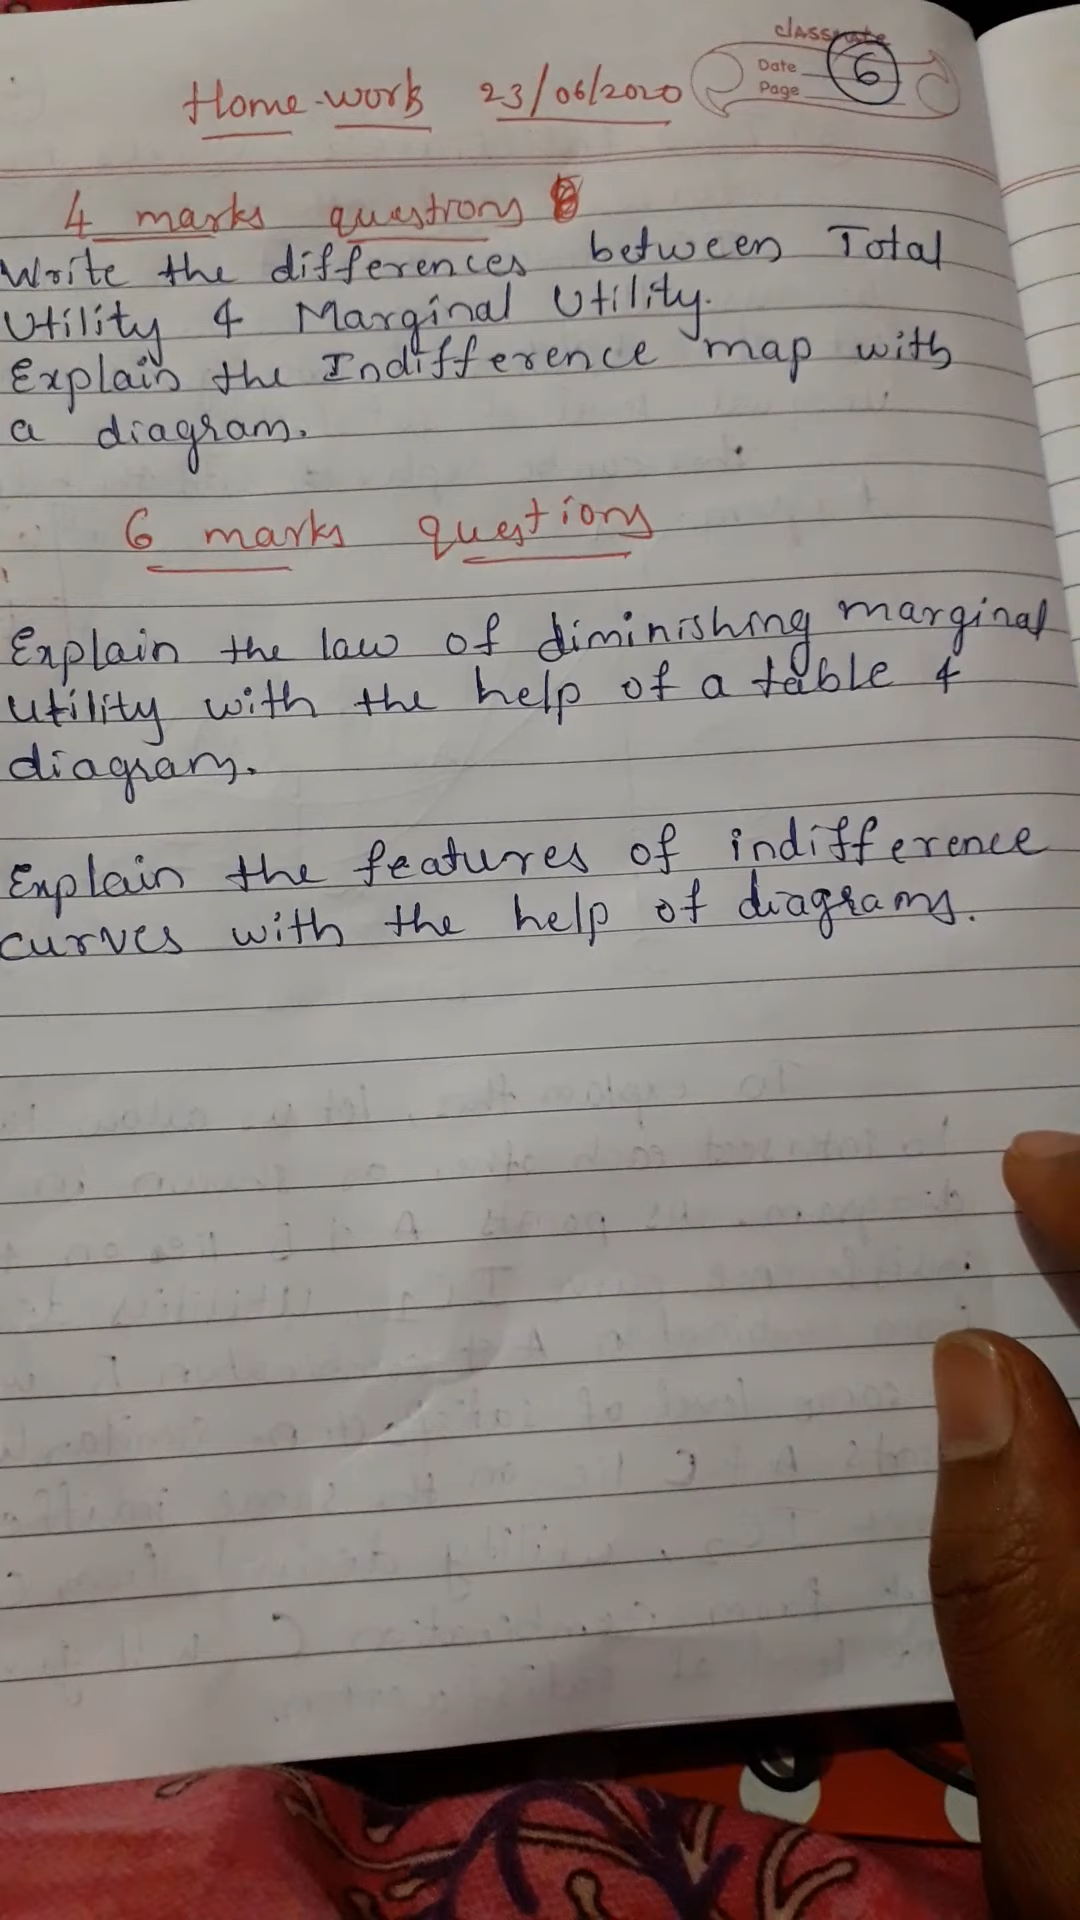 classmate
Date
Page
6
Home-work 23/06/2020
4 marks questions
Write the differences between Total
Utility & Marginal Utility.
Explain the Indifference map with
a diagram.
6 marks questions
Explain the law of diminishing marginal
utility with the help of a table &
diagram.
Explain the features of indifference
curves with the help of diagrams.